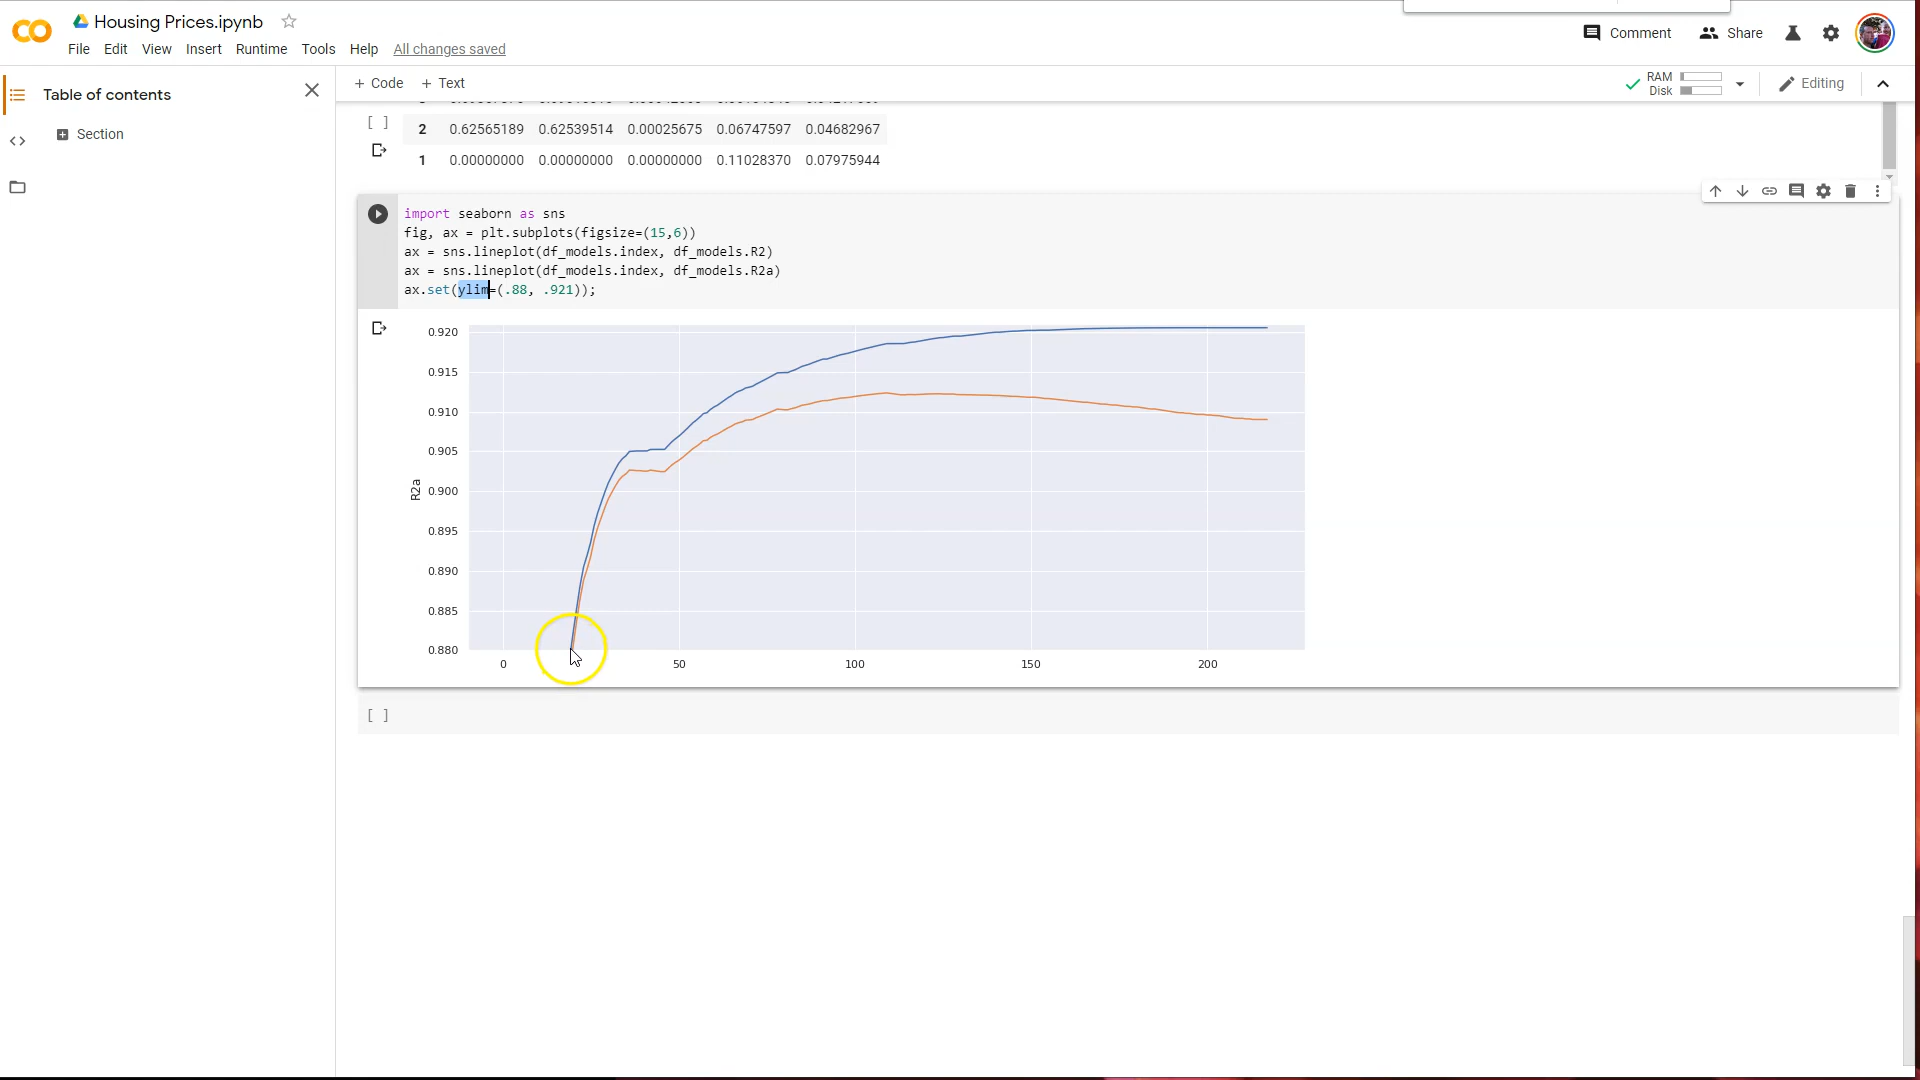 Housing Prices.ipynb
Comment
Share
File Edit View Insert Runtime Tools Help All changes saved
Table of contents
+ Code + Text
RAM
Disk
Editing
Section
[ ]
2 0.62565189 0.62539514 0.00025675 0.06747597 0.04682967
1 0.00000000 0.00000000 0.00000000 0.11028370 0.07975944
import seaborn as sns
fig, ax = plt.subplots(figsize=(15,6))
ax = sns.lineplot(df_models.index, df_models.R2)
ax = sns.lineplot(df_models.index, df_models.R2a)
ax.set(ylim=(.88, .921));
0.920
0.915
0.910
0.905
0.900
0.895
0.890
0.885
0.880
R2a
0 50 100 150 200
[ ]